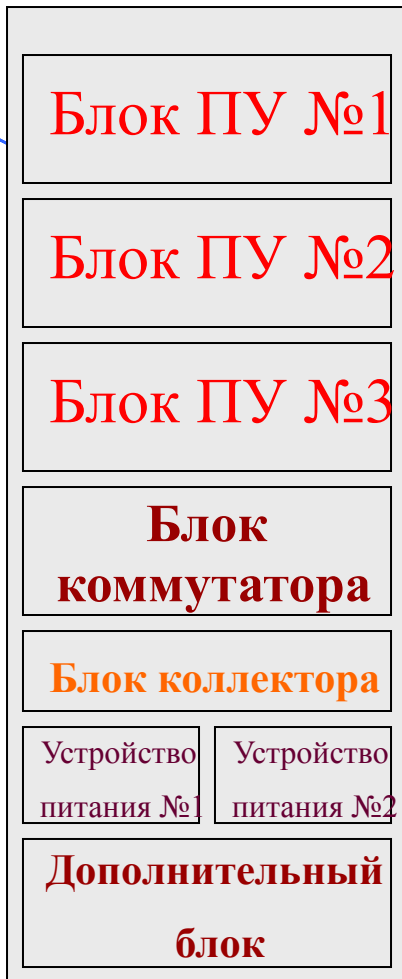 Блок ПУ №1
Блок ПУ №2
Блок ПУ №3
Блок
коммутатора
Блок коллектора
Устройство
питания №1
Устройство
питания №2
Дополнительный
блок